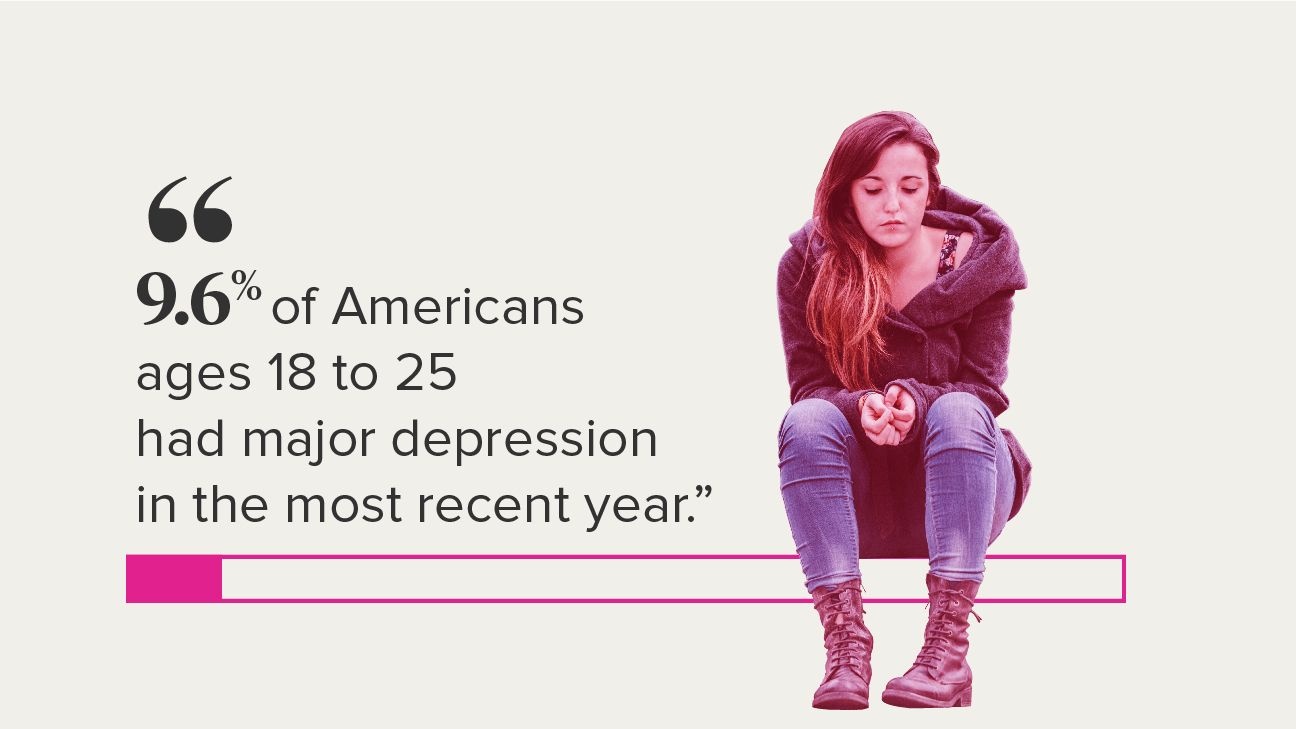 “
9.6% of Americans
ages 18 to 25
had major depression
in the most recent year.”